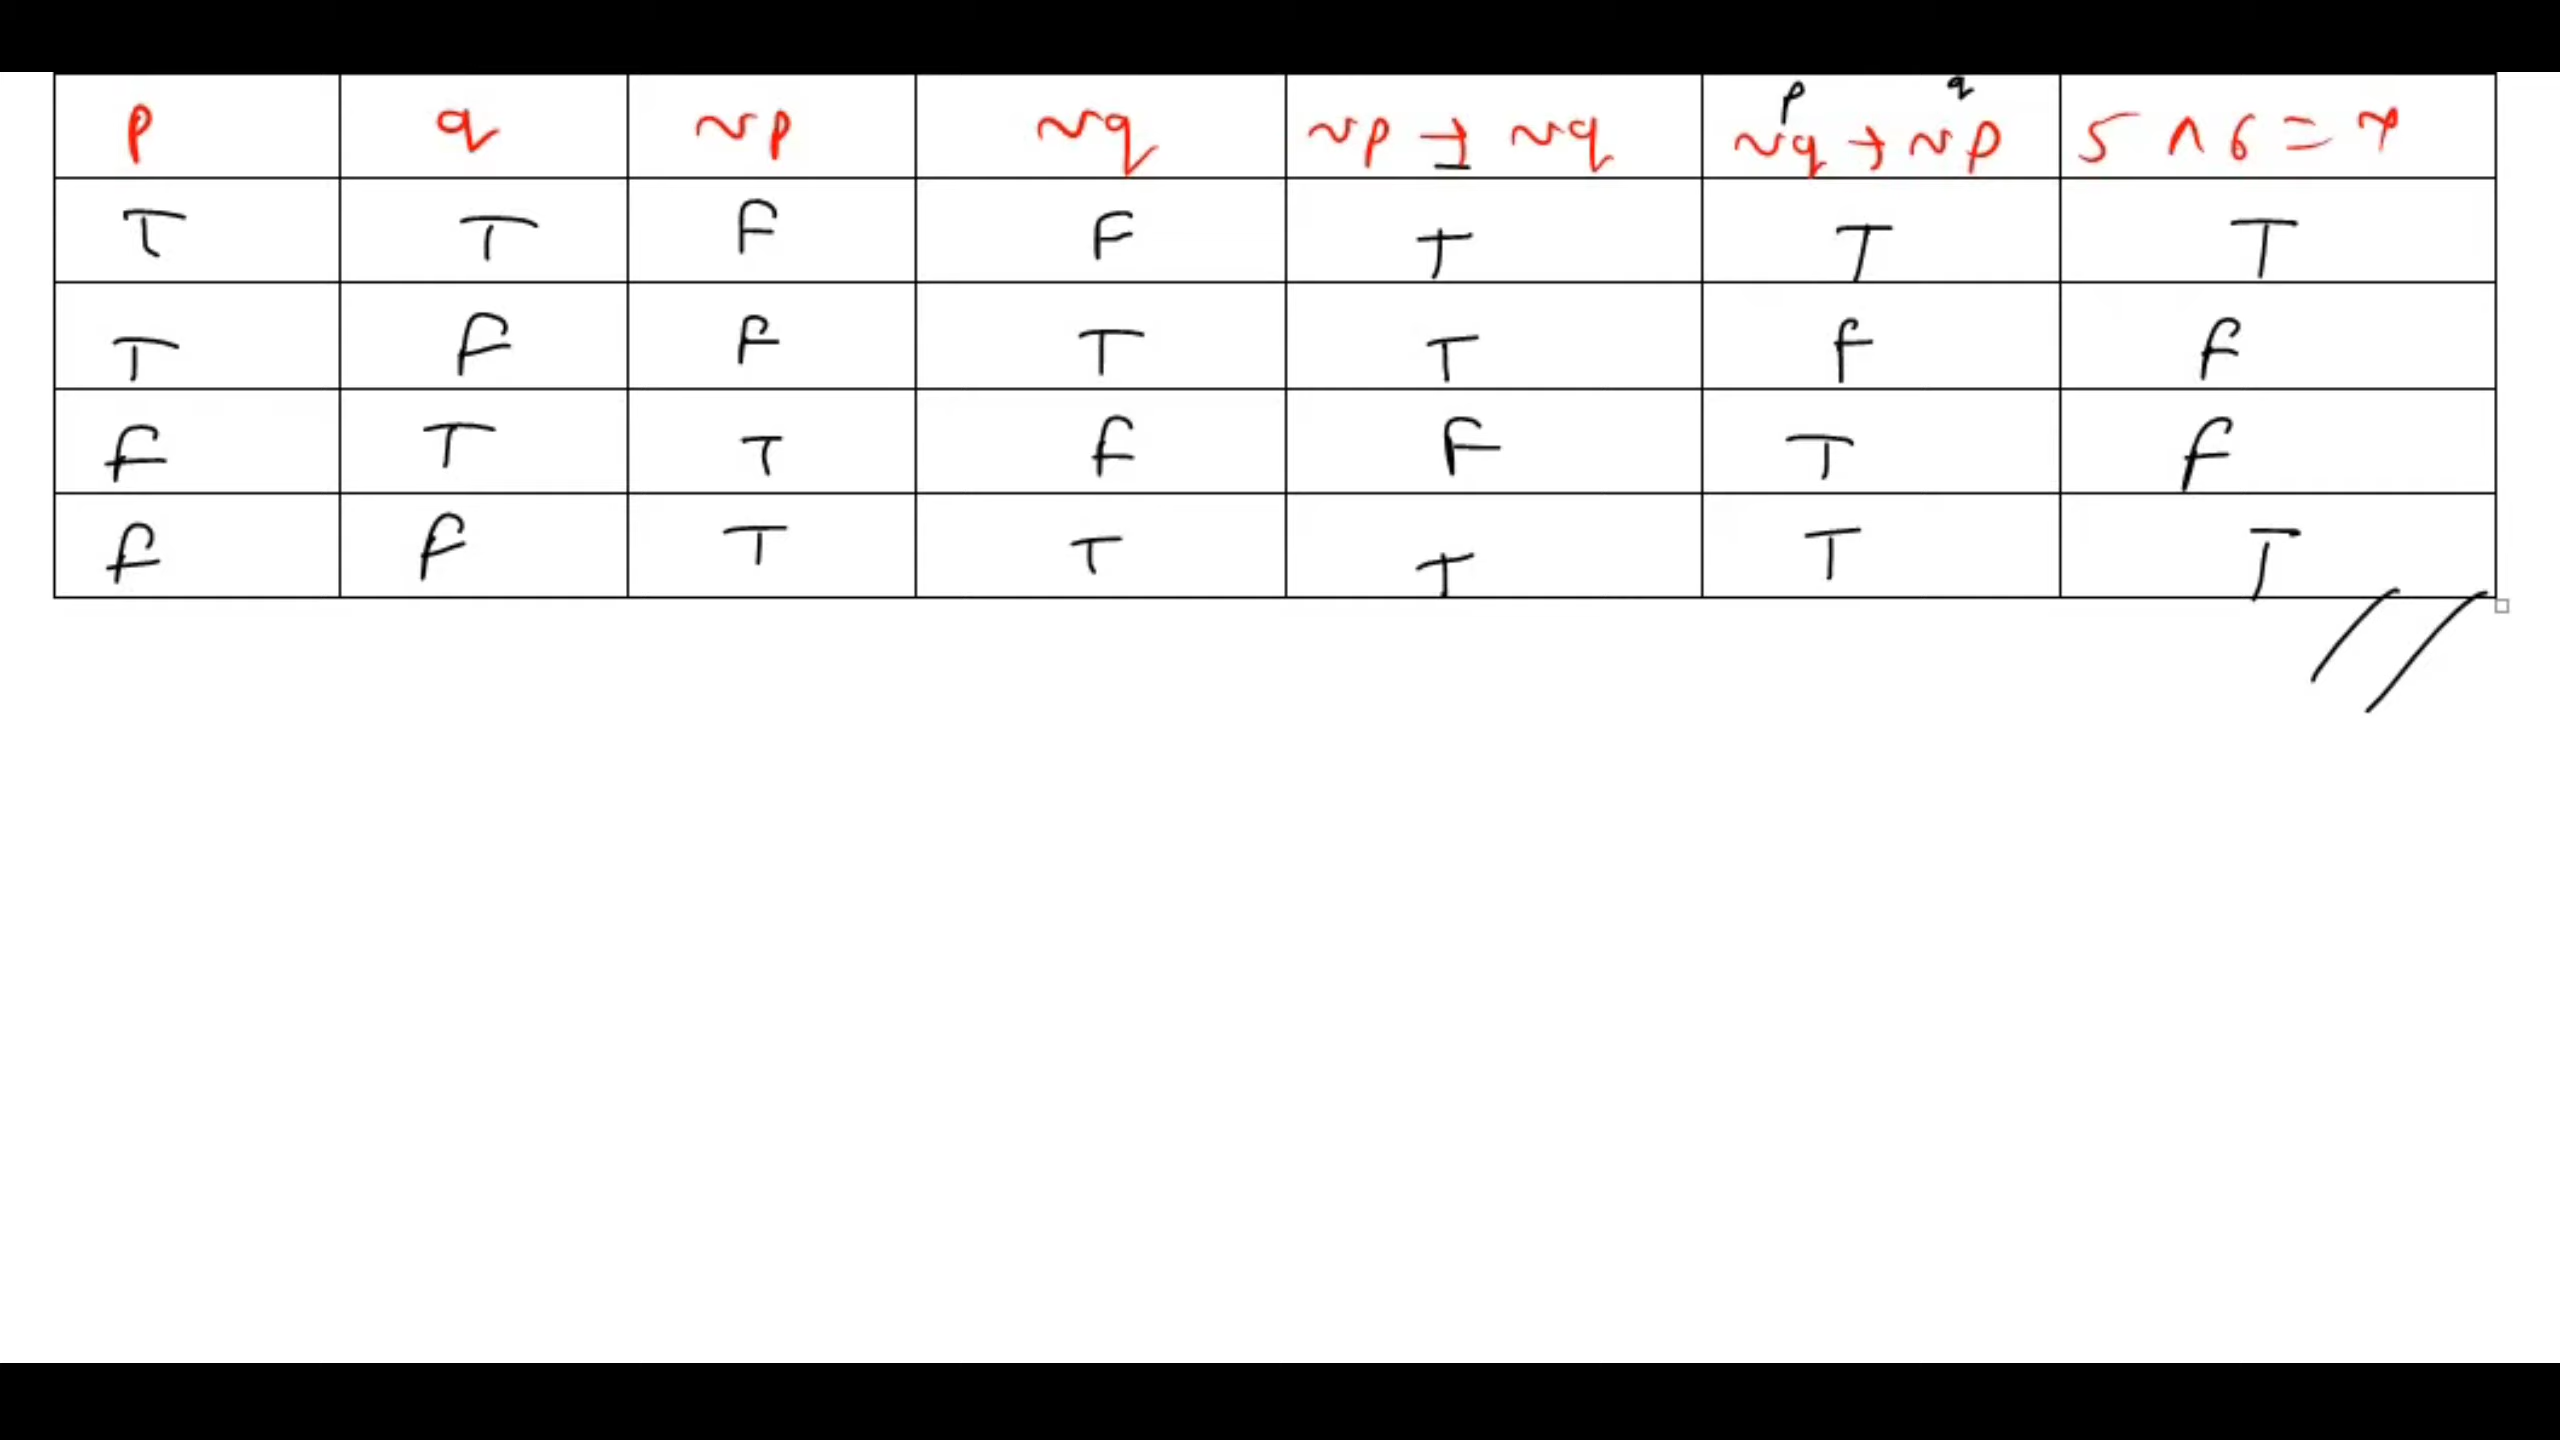 p q ~p ~q ~p → ~q ~q → ~p 5 ∧ 6 = 7
p q
T T F F T T T
T F F T T F F
F T T F F T F
F F T T T T T